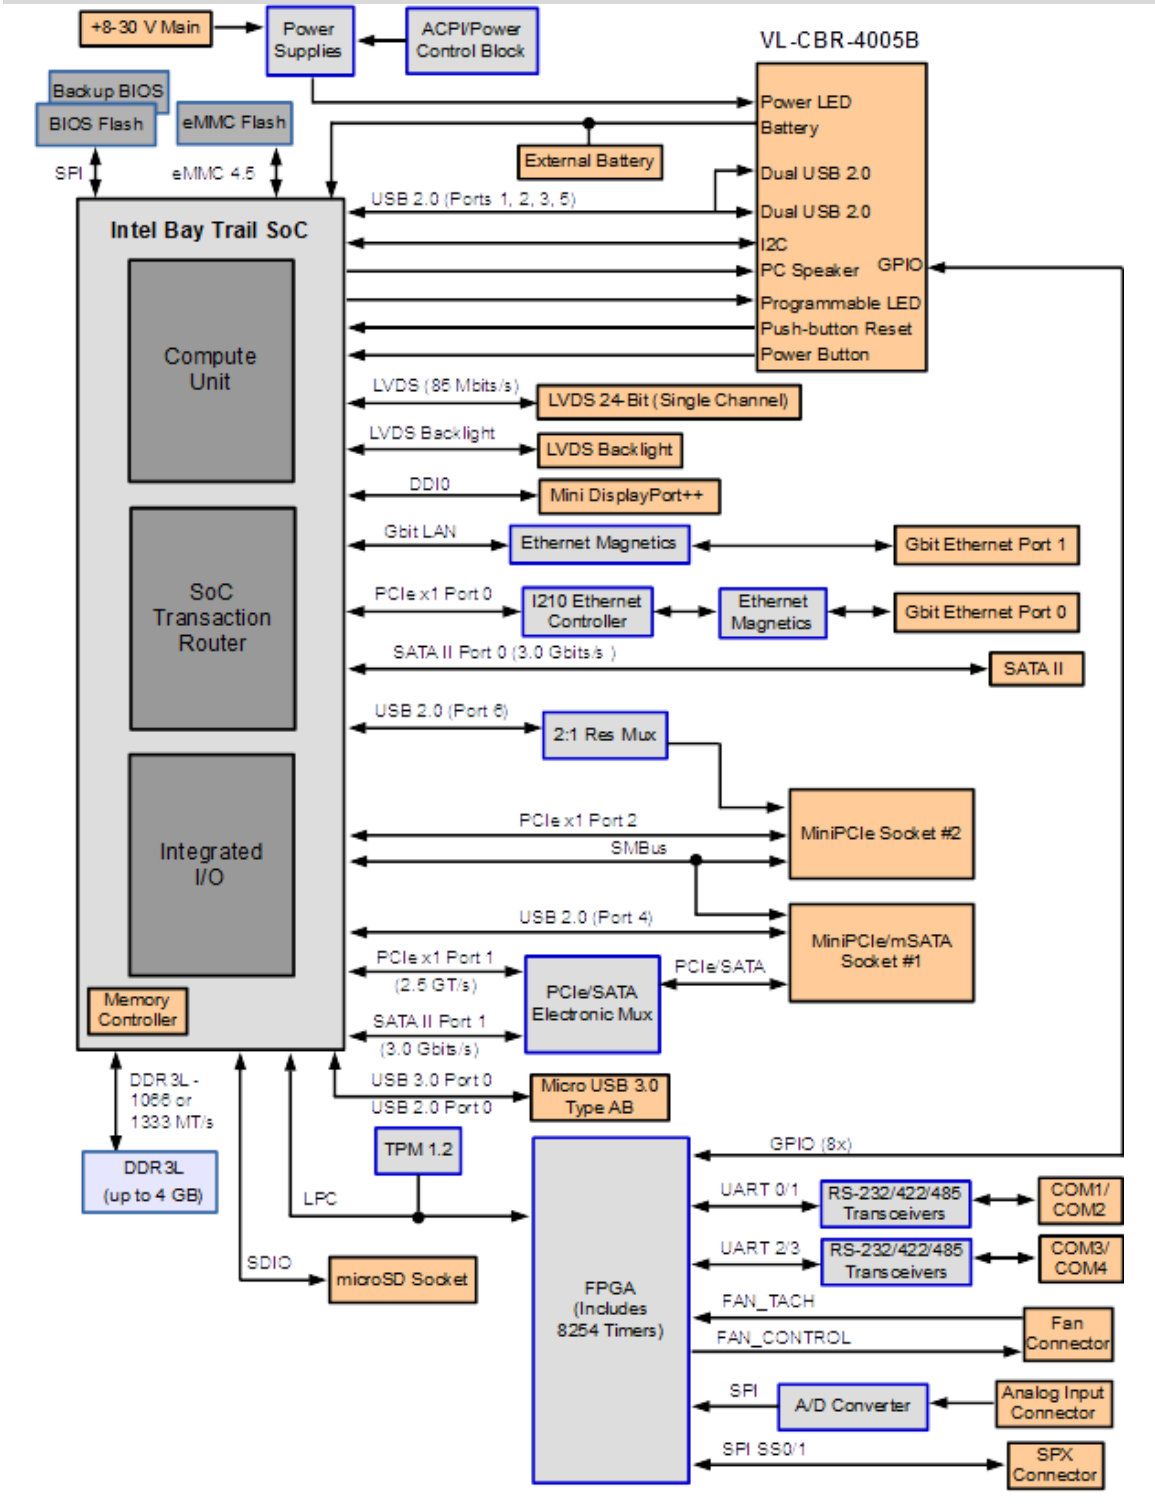 +8-30 V Main
Power
Supplies
ACPI/Power
Control Block
VL-CBR-4005B
Backup BIOS
BIOS Flash
eMMC Flash
Power LED
Battery
External Battery
SPI
eMMC 4.5
Dual USB 2.0
USB 2.0 (Ports 1, 2, 3, 5)
Dual USB 2.0
Intel Bay Trail SoC
I2C
PC Speaker
GPIO
Programmable LED
Push-button Reset
Power Button
Compute
Unit
LVDS (85 Mbits/s)
LVDS 24-Bit (Single Channel)
LVDS Backlight
LVDS Backlight
DDI0
Mini DisplayPort++
Gbit LAN
Ethernet Magnetics
Gbit Ethernet Port 1
SoC
Transaction
Router
PCIe x1 Port 0
I210 Ethernet
Controller
Ethernet
Magnetics
Gbit Ethernet Port 0
SATA II Port 0 (3.0 Gbits/s )
SATA II
USB 2.0 (Port 6)
2:1 Res Mux
PCIe x1 Port 2
MiniPCIe Socket #2
SMBus
Integrated
I/O
USB 2.0 (Port 4)
MiniPCIe/mSATA
Socket #1
PCIe x1 Port 1
(2.5 GT/s)
PCIe/SATA
PCIe/SATA
Electronic Mux
Memory
Controller
SATA II Port 1
(3.0 Gbits/s)
DDR3L -
1066 or
1333 MT/s
USB 3.0 Port 0
USB 2.0 Port 0
Micro USB 3.0
Type AB
TPM 1.2
GPIO (8x)
DDR3L
(up to 4 GB)
LPC
UART 0/1
RS-232/422/485
Transceivers
COM1/
COM2
UART 2/3
RS-232/422/485
Transceivers
COM3/
COM4
SDIO
microSD Socket
FPGA
(Includes
8254 Timers)
FAN_TACH
FAN_CONTROL
Fan
Connector
SPI
A/D Converter
Analog Input
Connector
SPI SS0/1
SPX
Connector